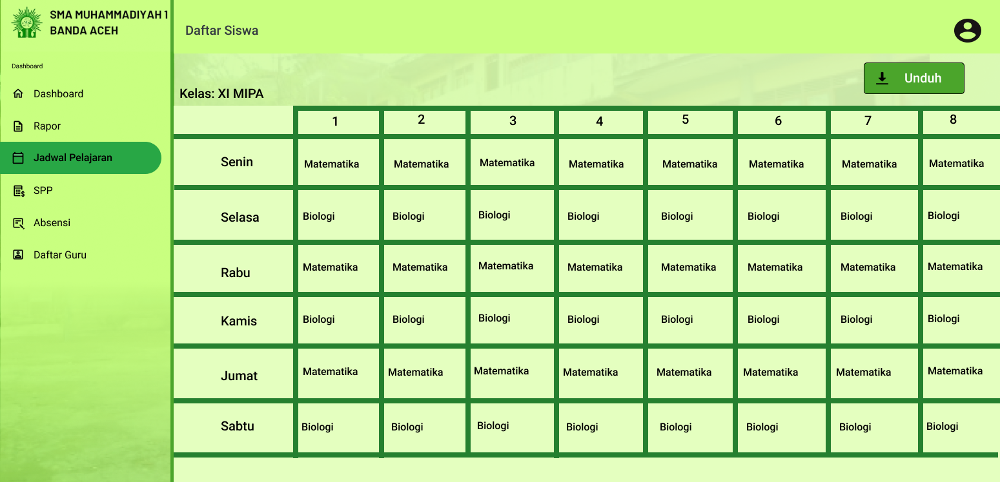 SMA MUHAMMADIYAH 1
BANDA ACEH
Daftar Siswa
Dashboard
Dashboard
Rapor
Jadwal Pelajaran
SPP
Absensi
Daftar Guru
Unduh
Kelas: XI MIPA
1 2 3 4 5 6 7 8
Senin Matematika Matematika Matematika Matematika Matematika Matematika Matematika Matematika
Selasa Biologi Biologi Biologi Biologi Biologi Biologi Biologi Biologi
Rabu Matematika Matematika Matematika Matematika Matematika Matematika Matematika Matematika
Kamis Biologi Biologi Biologi Biologi Biologi Biologi Biologi Biologi
Jumat Matematika Matematika Matematika Matematika Matematika Matematika Matematika Matematika
Sabtu Biologi Biologi Biologi Biologi Biologi Biologi Biologi Biologi